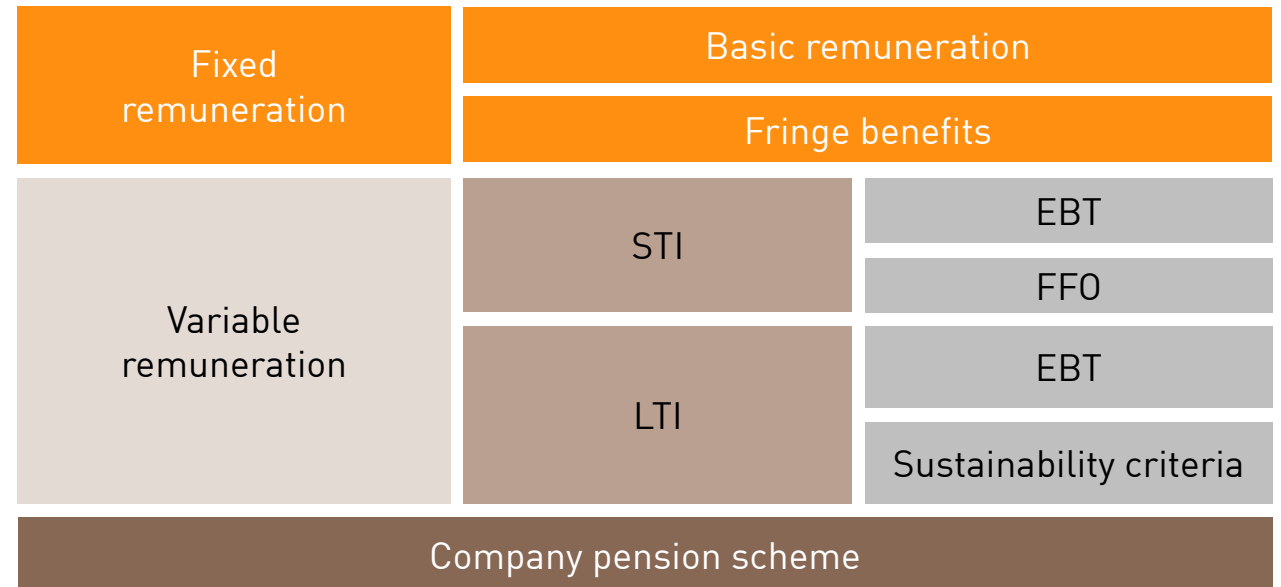 Fixed
remuneration
Basic remuneration
Fringe benefits
Variable
remuneration
STI
EBT
FFO
LTI
EBT
Sustainability criteria
Company pension scheme